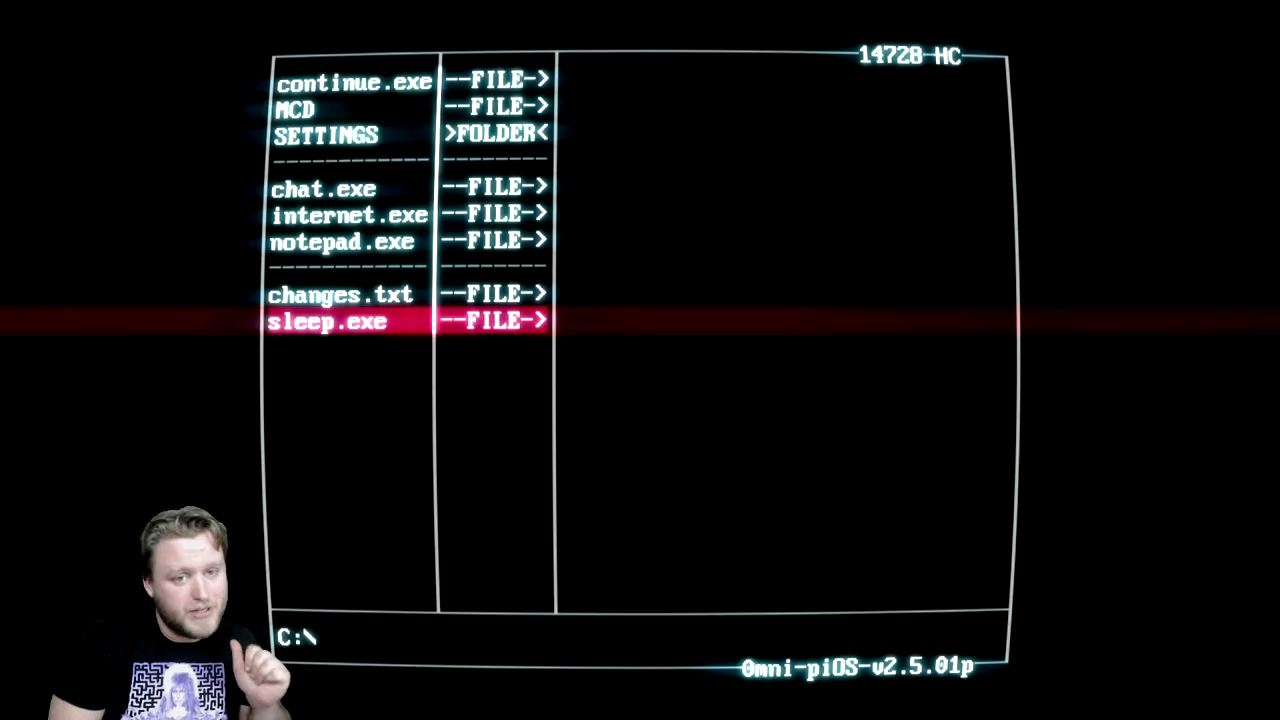 14728 HC
continue.exe --FILE->
MCD --FILE->
SETTINGS >FOLDER<
------------- ---------
chat.exe --FILE->
internet.exe --FILE->
notepad.exe --FILE->
------------- ---------
changes.txt --FILE->
sleep.exe --FILE->
C:\
0mni-piOS-v2.5.01p